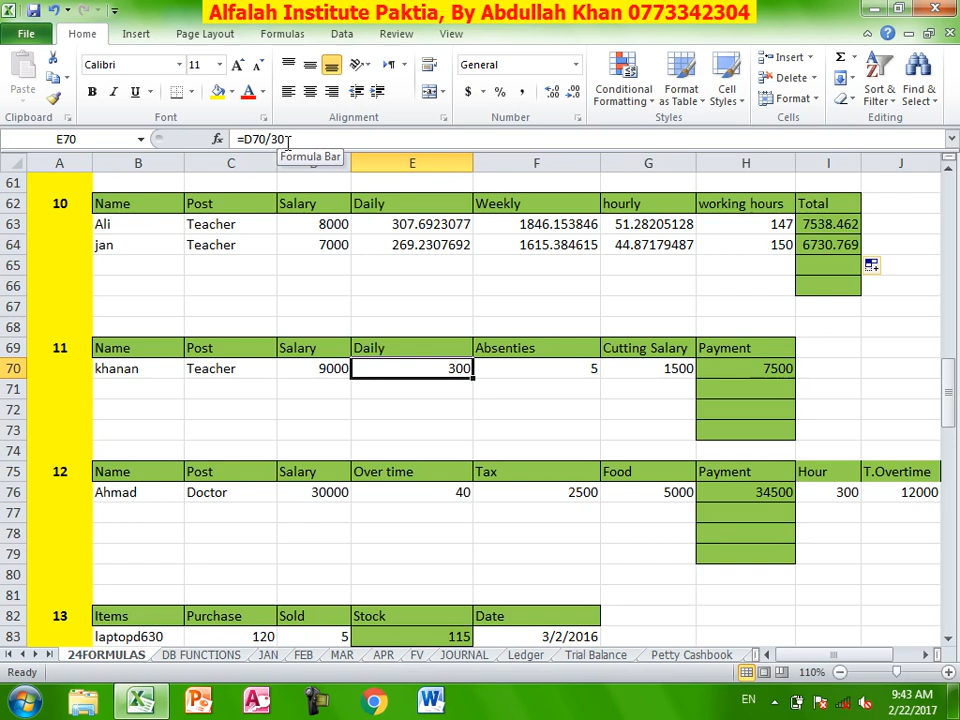 Alfalah Institute Paktia, By Abdullah Khan 0773342304
File Home Insert Page Layout Formulas Data Review View
Paste Calibri 11 General Conditional Formatting Format as Table Cell Styles Insert Delete Format Sort & Filter Find & Select
Clipboard Font Alignment Number Styles Cells Editing
E70 fx =D70/30
Formula Bar
A B C D E F G H I J
61
62 10 Name Post Salary Daily Weekly hourly working hours Total
63 Ali Teacher 8000 307.6923077 1846.153846 51.28205128 147 7538.462
64 jan Teacher 7000 269.2307692 1615.384615 44.87179487 150 6730.769
65
66
67
68
69 11 Name Post Salary Daily Absenties Cutting Salary Payment
70 khanan Teacher 9000 300 5 1500 7500
71
72
73
74
75 12 Name Post Salary Over time Tax Food Payment Hour T.Overtime
76 Ahmad Doctor 30000 40 2500 5000 34500 300 12000
77
78
79
80
81
82 13 Items Purchase Sold Stock Date
83 laptopd630 120 5 115 3/2/2016
24FORMULAS DB FUNCTIONS JAN FEB MAR APR FV JOURNAL Ledger Trial Balance Petty Cashbook
Ready 110%
EN 9:43 AM
2/22/2017